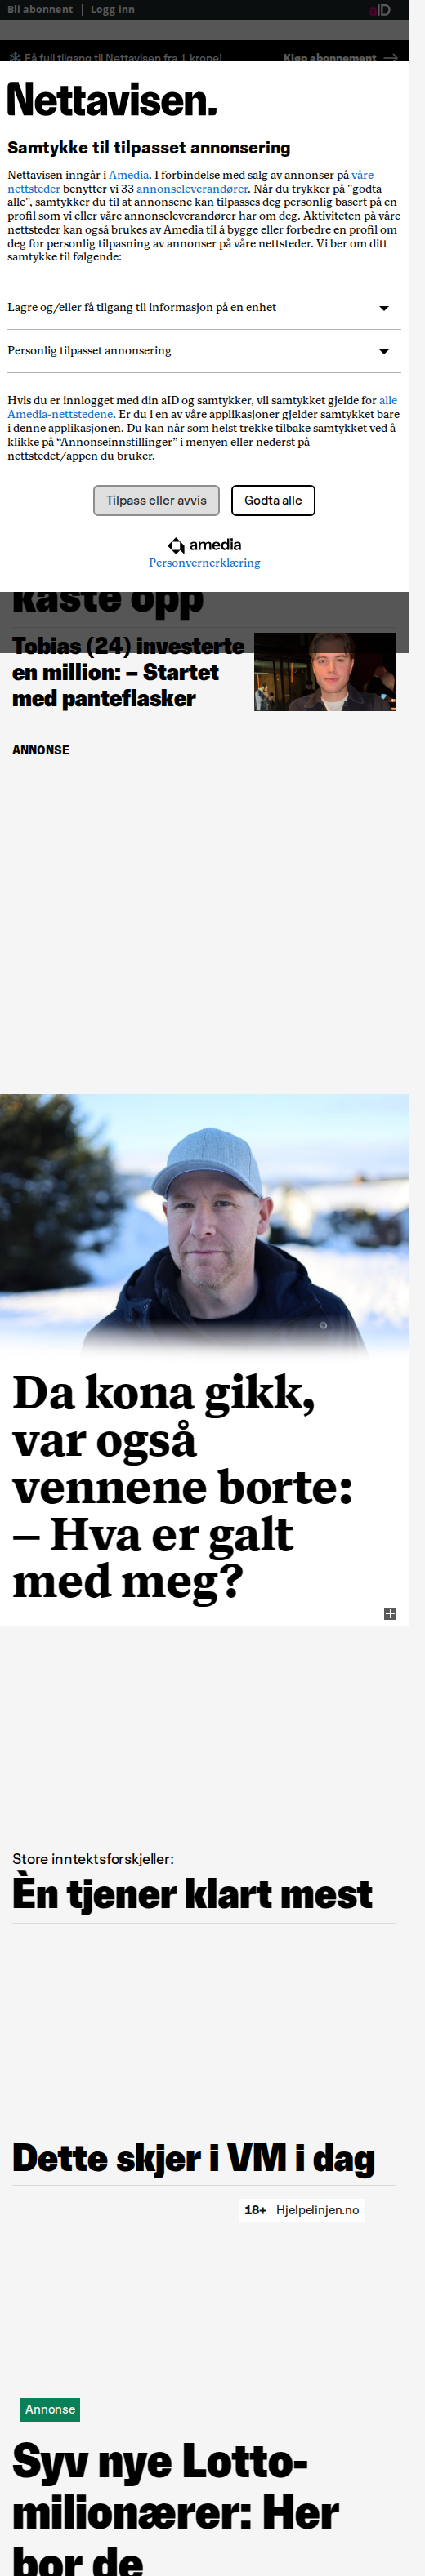 Bli abonnent | Logg inn
aID
Få full tilgang til Nettavisen fra 1 krone!
Kjøp abonnement
Nettavisen.
Samtykke til tilpasset annonsering
Nettavisen inngår i Amedia. I forbindelse med salg av annonser på våre
nettsteder benytter vi 33 annonseleverandører. Når du trykker på "godta
alle", samtykker du til at annonsene kan tilpasses deg personlig basert på en
profil som vi eller våre annonseleverandører har om deg. Aktiviteten på våre
nettsteder kan også brukes av Amedia til å bygge eller forbedre en profil om
deg for personlig tilpasning av annonser på våre nettsteder. Vi ber om ditt
samtykke til følgende:
Lagre og/eller få tilgang til informasjon på en enhet
Personlig tilpasset annonsering
Hvis du er innlogget med din aID og samtykker, vil samtykket gjelde for alle
Amedia-nettstedene. Er du i en av våre applikasjoner gjelder samtykket bare
i denne applikasjonen. Du kan når som helst trekke tilbake samtykket ved å
klikke på “Annonseinnstillinger” i menyen eller nederst på
nettstedet/appen du bruker.
Tilpass eller avvis
Godta alle
amedia
Personvernerklæring
kaste opp
Tobias (24) investerte
en million: – Startet
med panteflasker
ANNONSE
Da kona gikk,
var også
vennene borte:
– Hva er galt
med meg?
Store inntektsforskjeller:
Èn tjener klart mest
Dette skjer i VM i dag
18+ | Hjelpelinjen.no
Annonse
Syv nye Lotto-
milionærer: Her
bor de